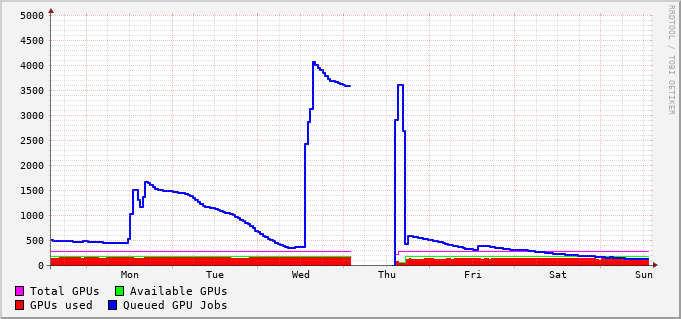 5000
4500
4000
3500
3000
2500
2000
1500
1000
500
0
Mon Tue Wed Thu Fri Sat Sun
Total GPUs Available GPUs
GPUs used Queued GPU Jobs
RRDTOOL / TOBI OETIKER